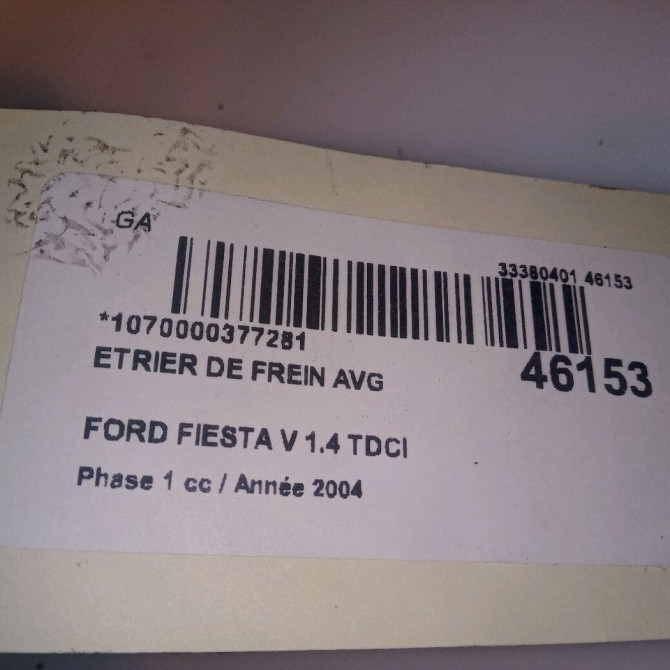 GA
33380401 46153
*1070000377281
46153
ETRIER DE FREIN AVG
FORD FIESTA V 1.4 TDCI
Phase 1 cc / Année 2004